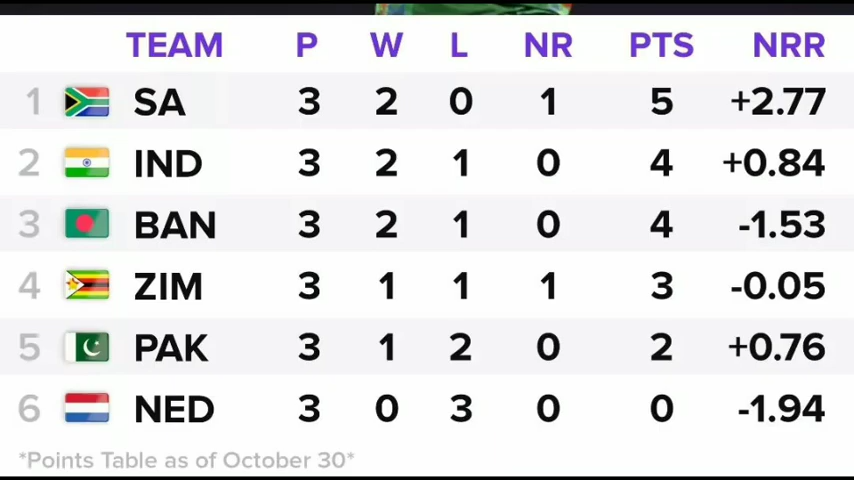 TEAM P W L NR PTS NRR
1 SA 3 2 0 1 5 +2.77
2 IND 3 2 1 0 4 +0.84
3 BAN 3 2 1 0 4 -1.53
4 ZIM 3 1 1 1 3 -0.05
5 PAK 3 1 2 0 2 +0.76
6 NED 3 0 3 0 0 -1.94
*Points Table as of October 30*